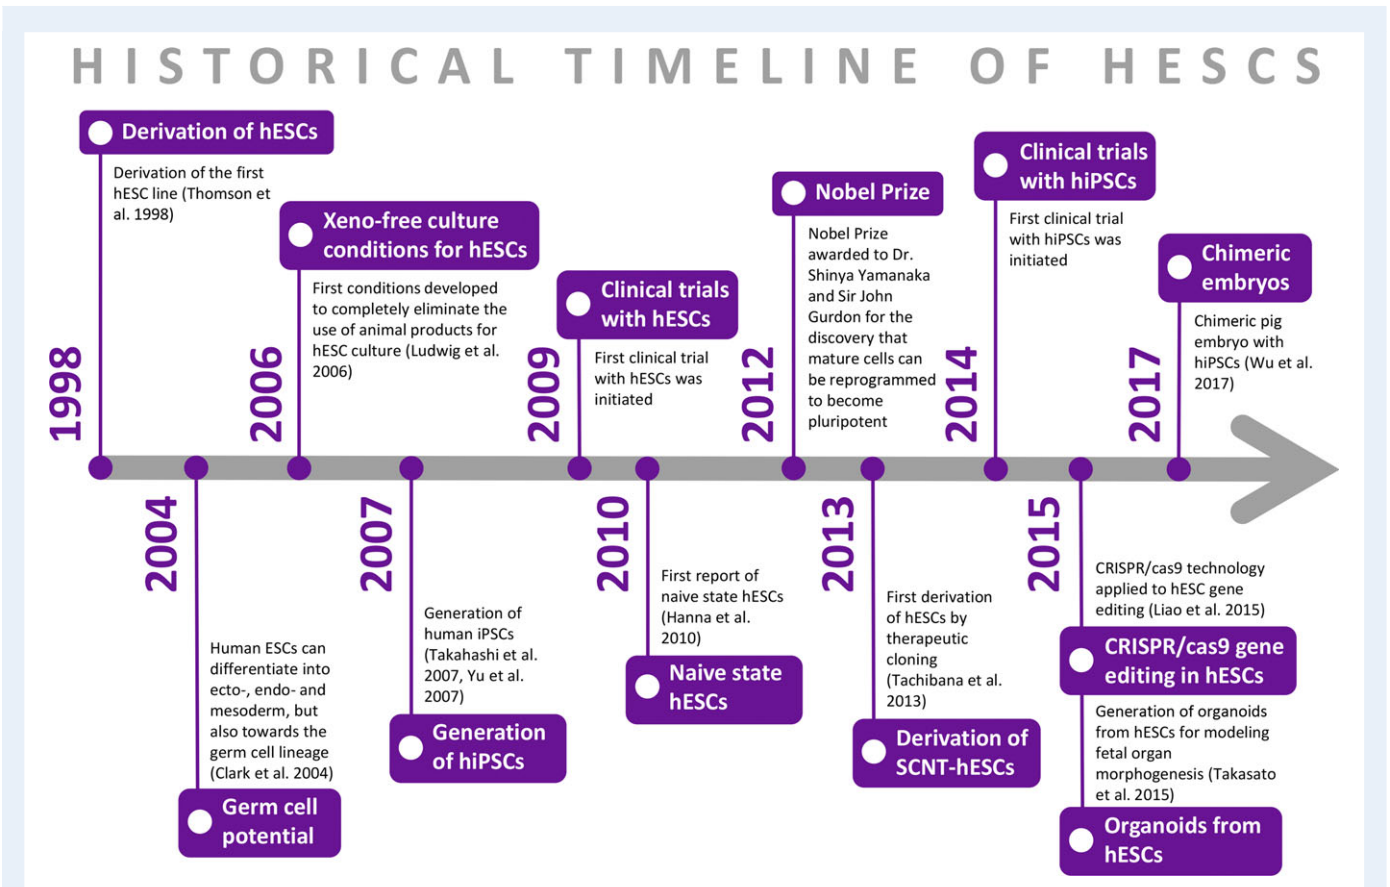 HISTORICAL TIMELINE OF HESCS
Derivation of hESCs
Derivation of the first
hESC line (Thomson et
al. 1998)
1998
Xeno-free culture
conditions for hESCs
First conditions developed
to completely eliminate the
use of animal products for
hESC culture (Ludwig et al.
2006)
2006
Clinical trials
with hESCs
First clinical trial
with hESCs was
initiated
2009
Nobel Prize
Nobel Prize
awarded to Dr.
Shinya Yamanaka
and Sir John
Gurdon for the
discovery that
mature cells can
be reprogrammed
to become
pluripotent
2012
Clinical trials
with hiPSCs
First clinical trial
with hiPSCs was
initiated
2014
Chimeric
embryos
Chimeric pig
embryo with
hiPSCs (Wu et al.
2017)
2017
2004
Human ESCs can
differentiate into
ecto-, endo- and
mesoderm, but
also towards the
germ cell lineage
(Clark et al. 2004)
Germ cell
potential
2007
Generation of
human iPSCs
(Takahashi et al.
2007, Yu et al.
2007)
Generation
of hiPSCs
2010
First report of
naive state hESCs
(Hanna et al.
2010)
Naive state
hESCs
2013
First derivation
of hESCs by
therapeutic
cloning
(Tachibana et al.
2013)
Derivation of
SCNT-hESCs
2015
CRISPR/cas9 technology
applied to hESC gene
editing (Liao et al. 2015)
CRISPR/cas9 gene
editing in hESCs
Generation of organoids
from hESCs for modeling
fetal organ
morphogenesis (Takasato
et al. 2015)
Organoids from
hESCs